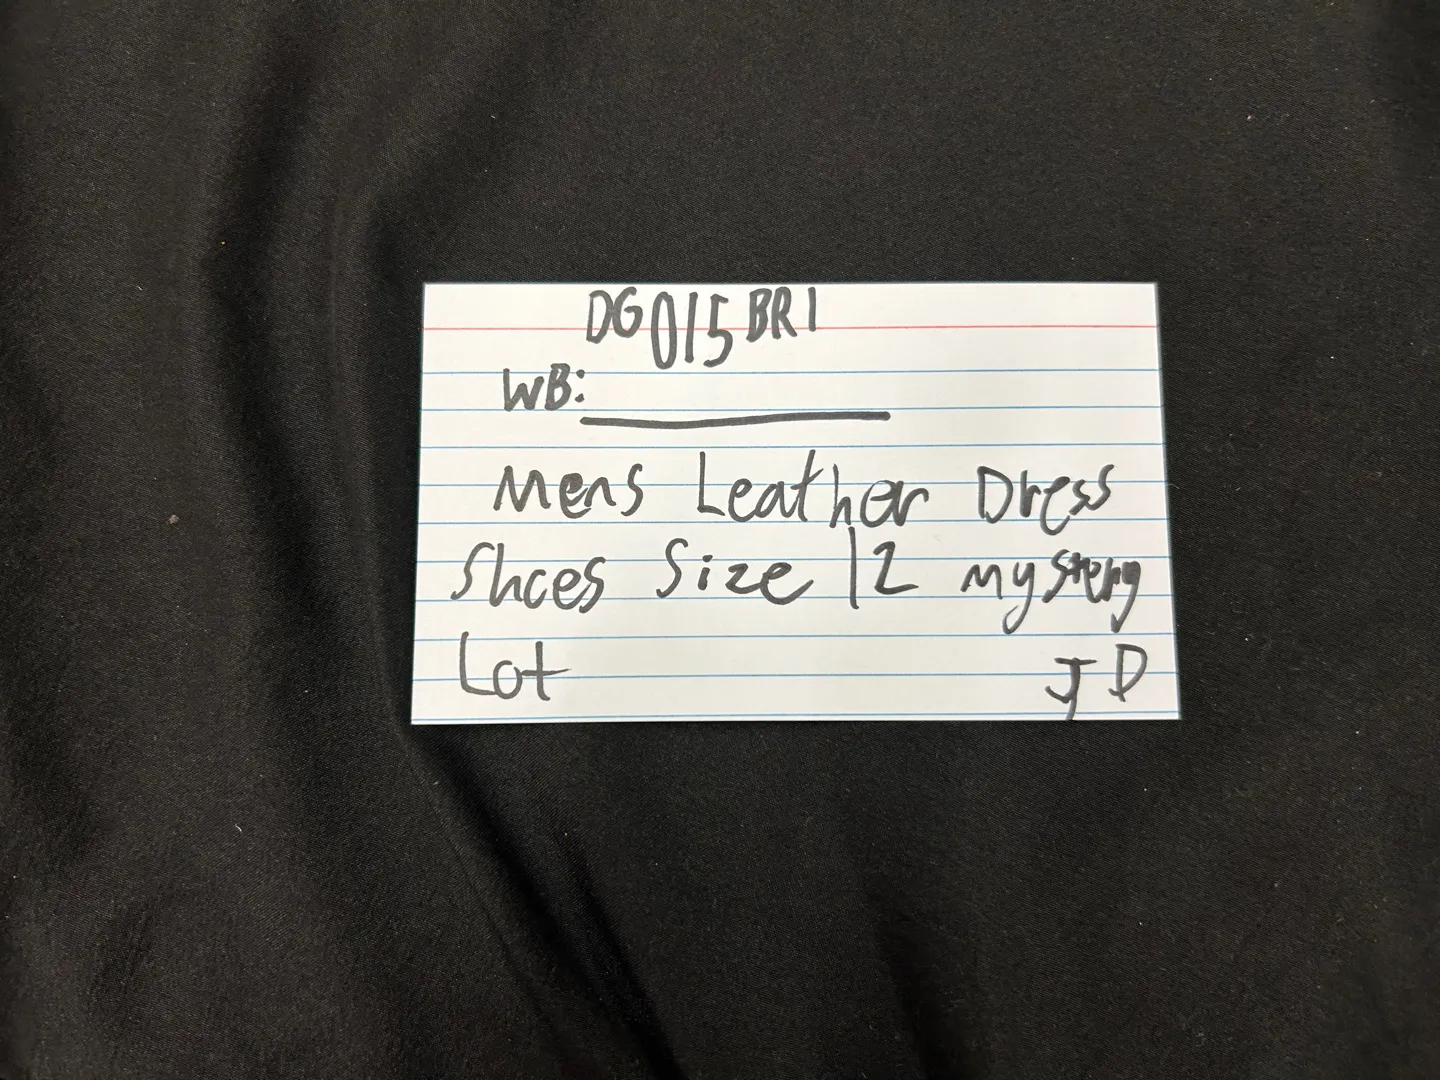 DG015BR1
WB:
Mens Leather Dress
Shoes Size 12 mystery
Lot JD